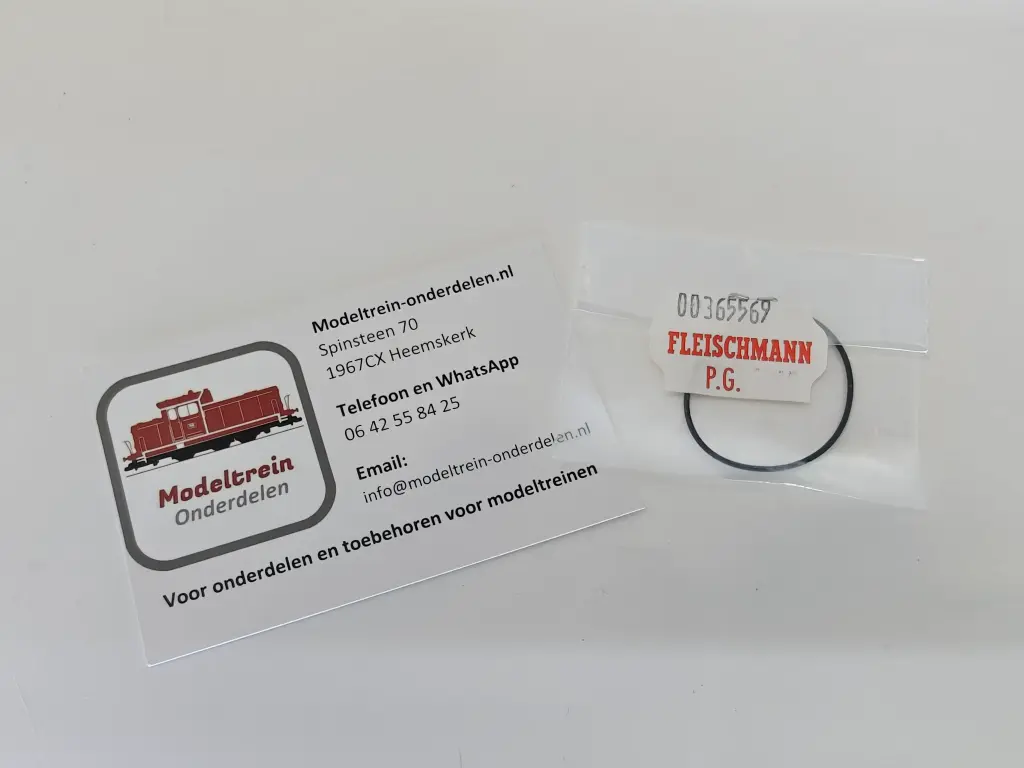 Modeltrein-onderdelen.nl
Spinsteen 70
1967CX Heemskerk
Telefoon en WhatsApp
06 42 55 84 25
Email:
info@modeltrein-onderdelen.nl
Modeltrein
Onderdelen
Voor onderdelen en toebehoren voor modeltreinen
00365569
FLEISCHMANN
P.G.